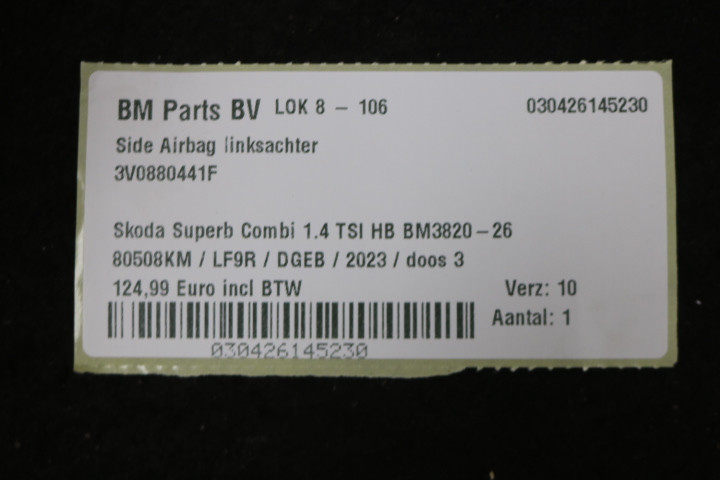 BM Parts BV LOK 8 - 106 030426145230
Side Airbag linksachter
3V0880441F
Skoda Superb Combi 1.4 TSI HB BM3820-26
80508KM / LF9R / DGEB / 2023 / doos 3
124,99 Euro incl BTW Verz: 10
Aantal: 1
030426145230